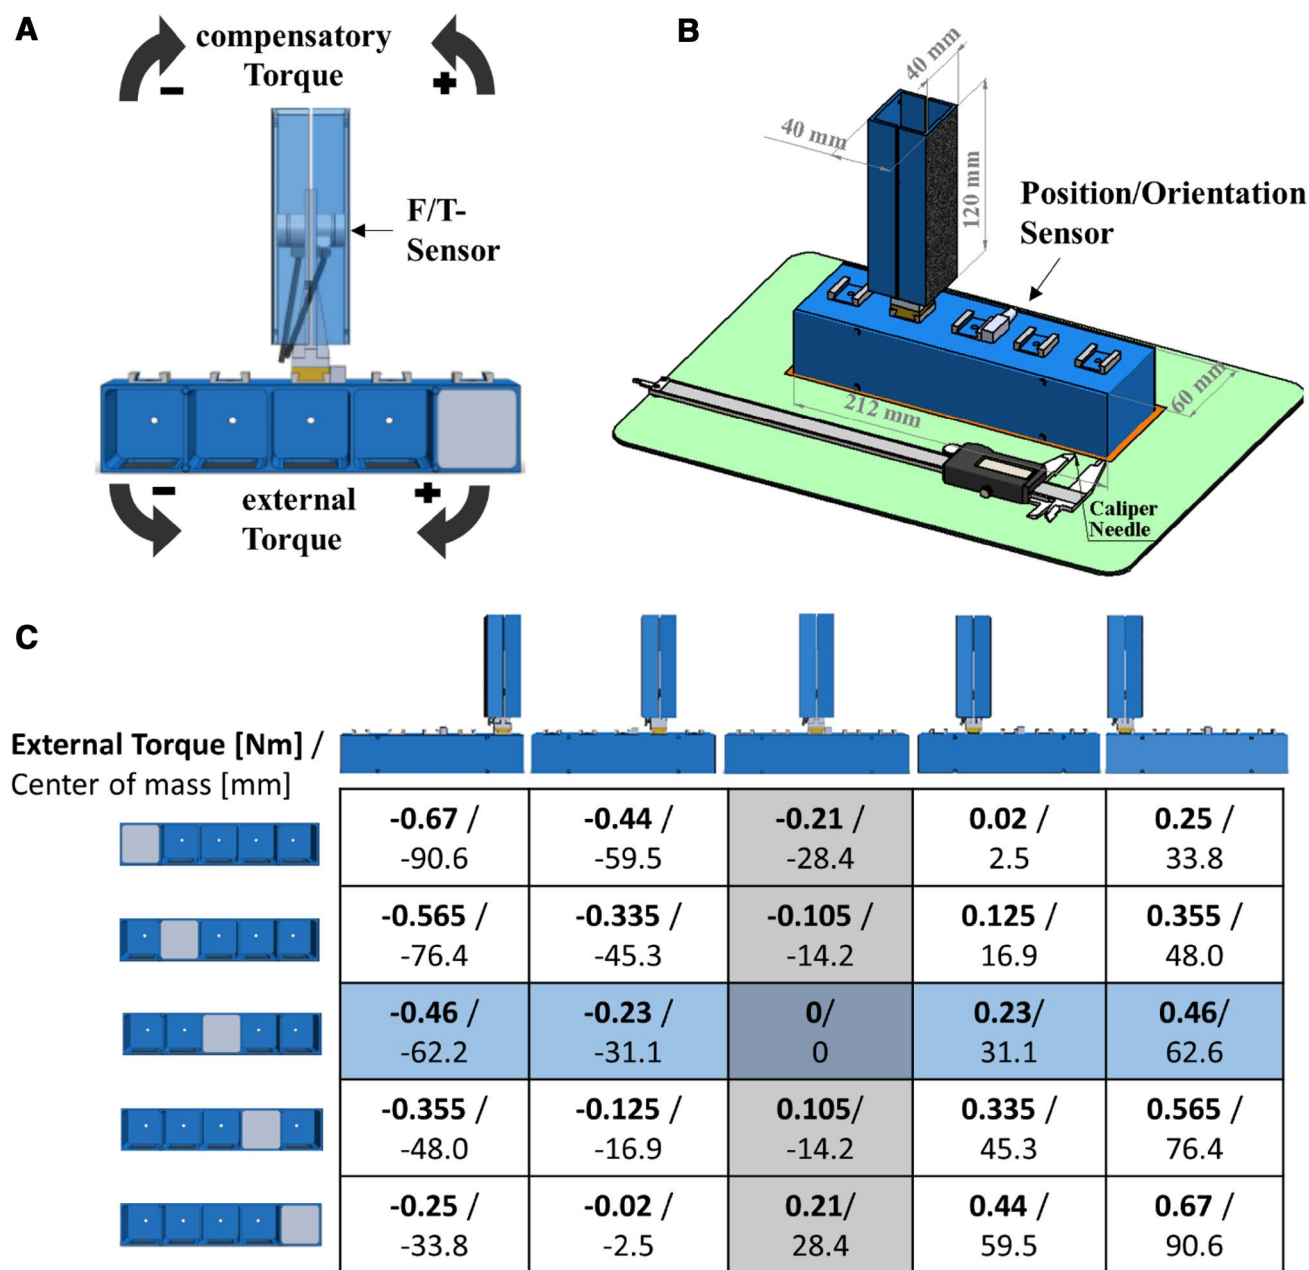 A
compensatory
Torque
−
+
F/T-
Sensor
−
+
external
Torque
B
40 mm
40 mm
120 mm
Position/Orientation
Sensor
212 mm
60 mm
Caliper
Needle
C
External Torque [Nm] /
Center of mass [mm]
-0.67 /
-90.6
-0.44 /
-59.5
-0.21 /
-28.4
0.02 /
2.5
0.25 /
33.8
-0.565 /
-76.4
-0.335 /
-45.3
-0.105 /
-14.2
0.125 /
16.9
0.355 /
48.0
-0.46 /
-62.2
-0.23 /
-31.1
0/
0
0.23/
31.1
0.46/
62.6
-0.355 /
-48.0
-0.125 /
-16.9
0.105/
-14.2
0.335 /
45.3
0.565 /
76.4
-0.25 /
-33.8
-0.02 /
-2.5
0.21/
28.4
0.44 /
59.5
0.67 /
90.6